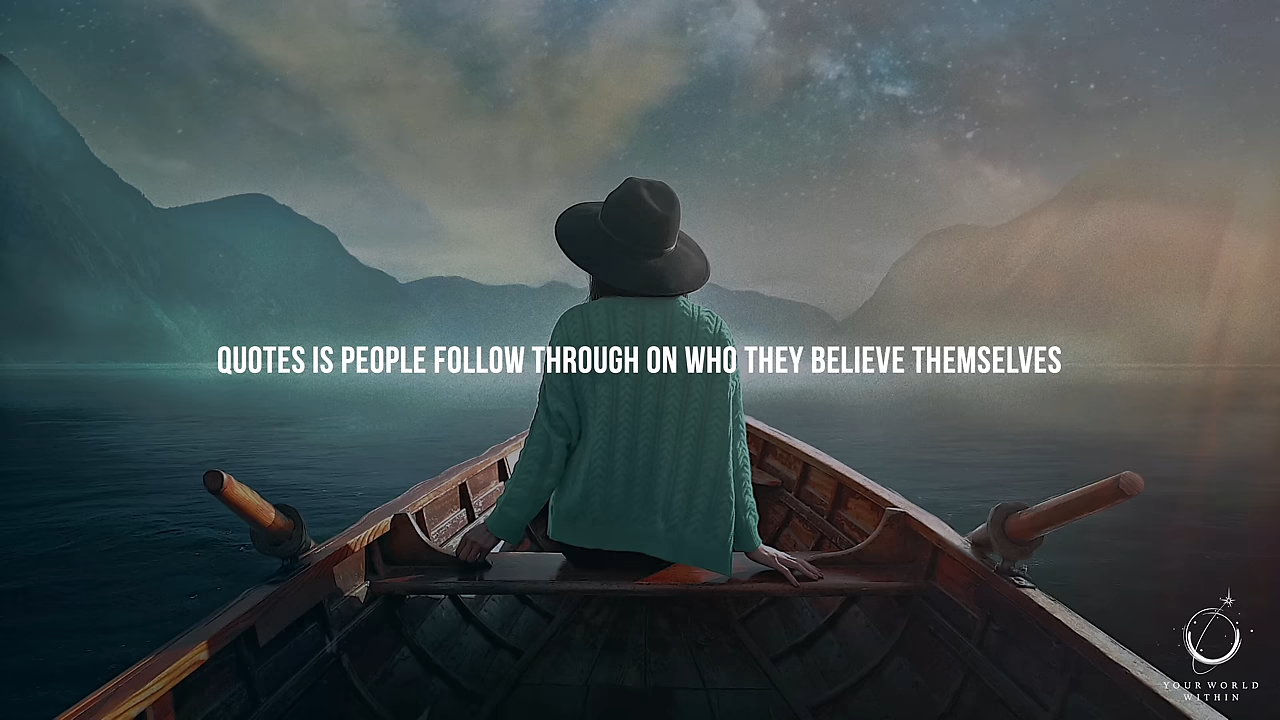 QUOTES IS PEOPLE FOLLOW THROUGH ON WHO THEY BELIEVE THEMSELVES
YOUR WORLD
WITHIN